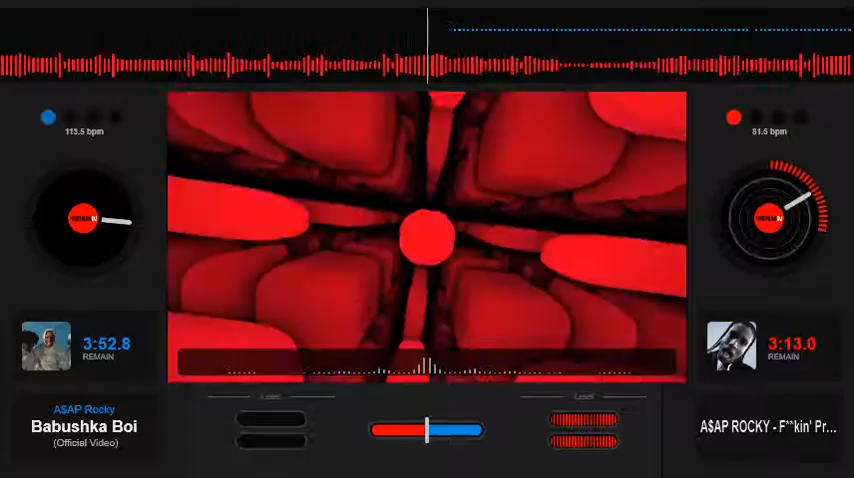 113.5 bpm
81.5 bpm
3:52.8
REMAIN
3:13.0
REMAIN
A$AP Rocky
Babushka Boi
(Official Video)
A$AP ROCKY - F**kin' Pr...